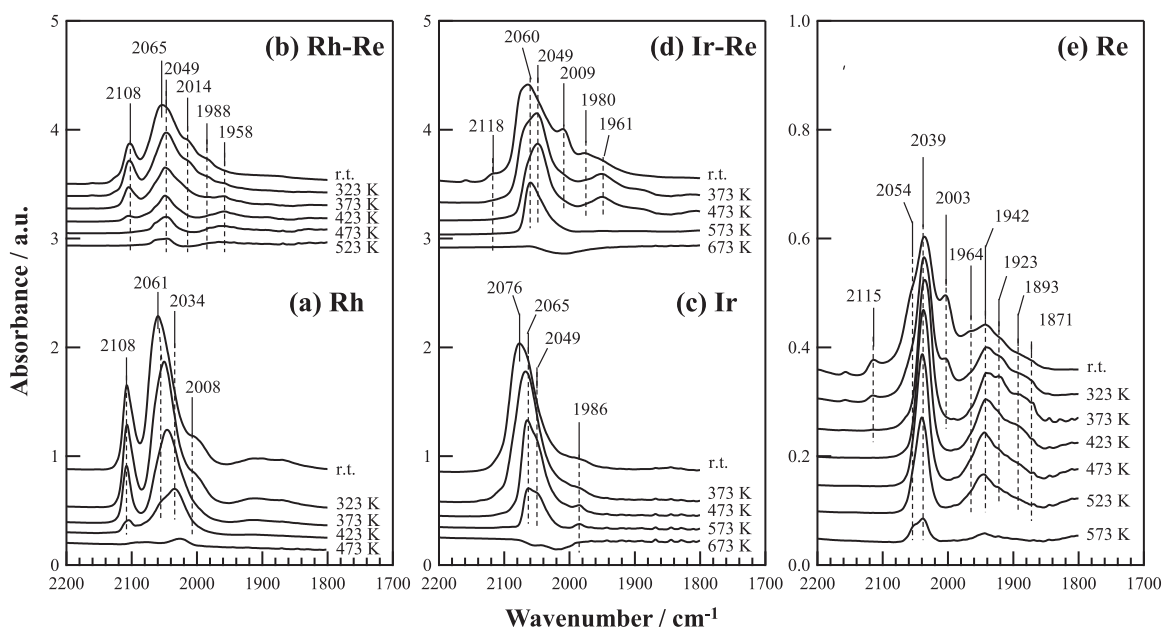 Absorbance / a.u.
5
4
3
2
1
0
(b) Rh-Re
2065
2049
2014
2108
1988
1958
r.t.
323 K
373 K
423 K
473 K
523 K
(a) Rh
2061
2034
2108
2008
r.t.
323 K
373 K
423 K
473 K
2200 2100 2000 1900 1800 1700
5
3
1
(d) Ir-Re
2060
2049
2009
1980
2118
1961
r.t.
373 K
473 K
573 K
673 K
(c) Ir
2076
2065
2049
1986
r.t.
373 K
473 K
573 K
673 K
2200 2100 2000 1900 1800 1700
1.0
0.8
0.6
0.4
0.2
0.0
(e) Re
2039
2054
2003
1942
1964
1923
2115
1893
1871
r.t.
323 K
373 K
423 K
473 K
523 K
573 K
2200 2100 2000 1900 1800 1700
Wavenumber / cm-1